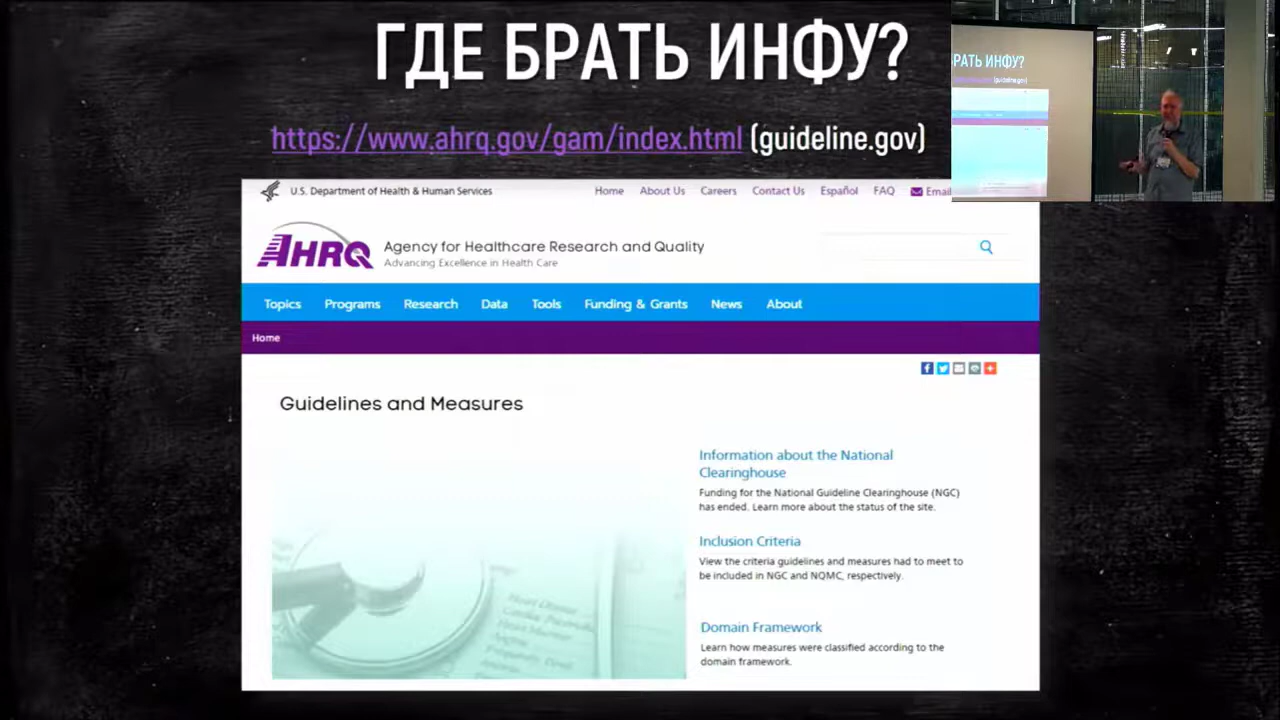 ГДЕ БРАТЬ ИНФУ?
https://www.ahrq.gov/gam/index.html (guideline.gov)
РАТЬ ИНФУ?
(guideline.gov)
U.S. Department of Health & Human Services
Home About Us Careers Contact Us Español FAQ Email
AHRQ
Agency for Healthcare Research and Quality
Advancing Excellence in Health Care
Topics Programs Research Data Tools Funding & Grants News About
Home
Guidelines and Measures
Information about the National
Clearinghouse
Funding for the National Guideline Clearinghouse (NGC)
has ended. Learn more about the status of the site.
Inclusion Criteria
View the criteria guidelines and measures had to meet to
be included in NGC and NQMC, respectively.
Domain Framework
Learn how measures were classified according to the
domain framework.
Heart Disease